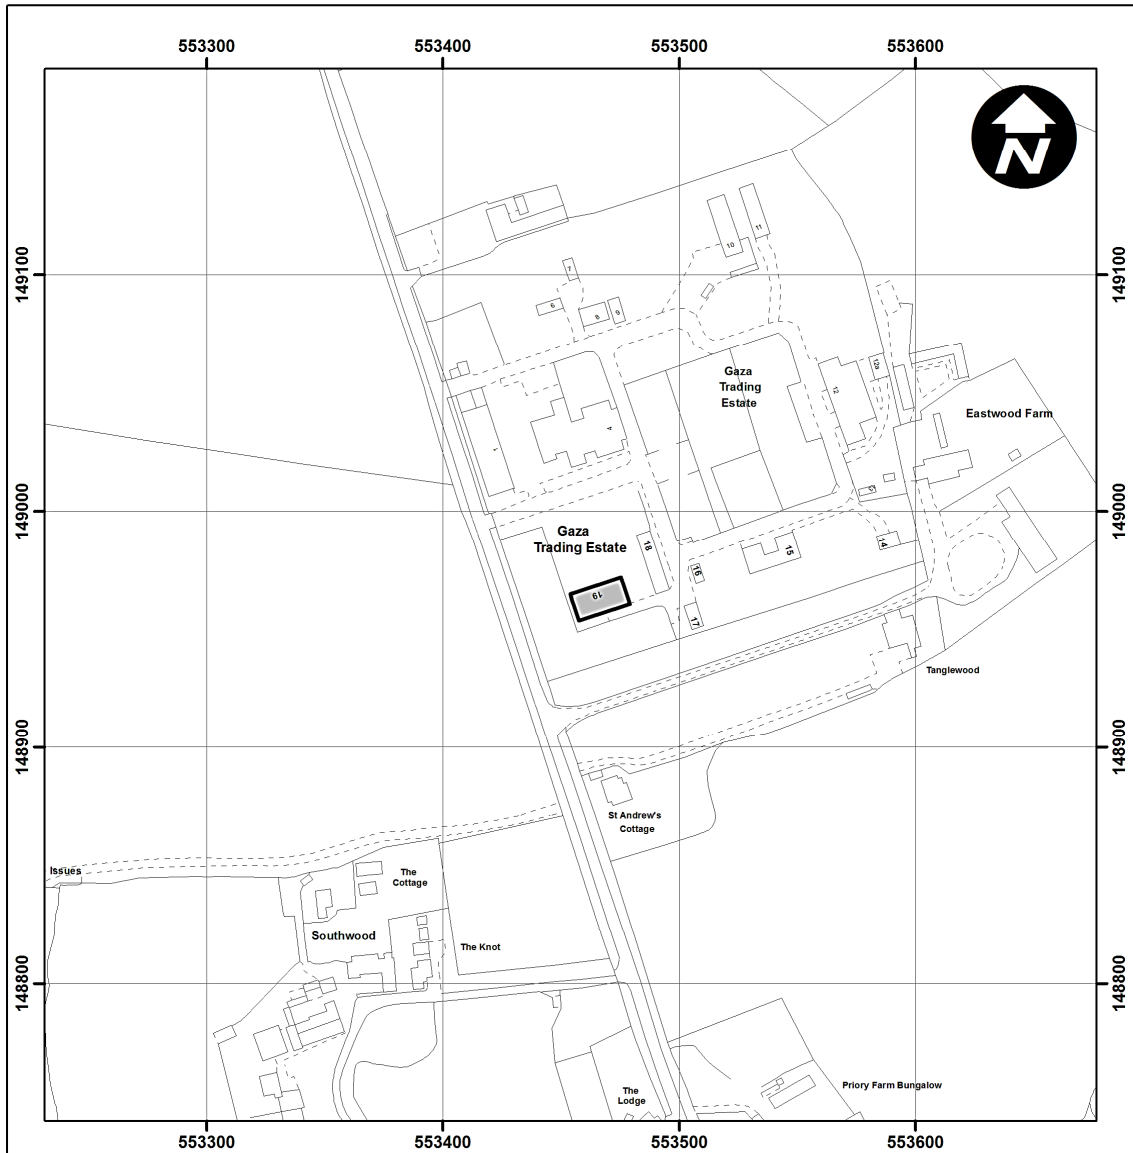 553300
553400
553500
553600
N
149100
149100
11
10
7
6
8
9
Gaza
Trading
Estate
12a
12
Eastwood Farm
4
1
13
149000
149000
Gaza
Trading Estate
18
15
14
16
19
17
Tanglewood
148900
148900
St Andrew's
Cottage
Issues
The
Cottage
Southwood
The Knot
148800
148800
The
Lodge
Priory Farm Bungalow
553300
553400
553500
553600